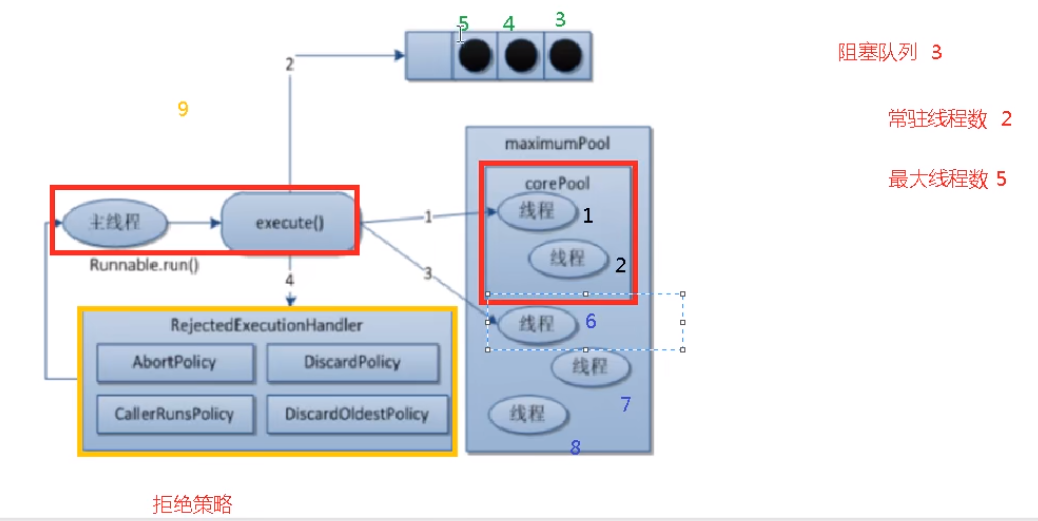 5 4 3
阻塞队列 3
2
9
常驻线程数 2
maximumPool
最大线程数 5
corePool
主线程
execute()
1
线程 1
线程 2
Runnable.run()
3
4
线程 6
RejectedExecutionHandler
AbortPolicy
DiscardPolicy
线程
7
CallerRunsPolicy
DiscardOldestPolicy
线程
8
拒绝策略